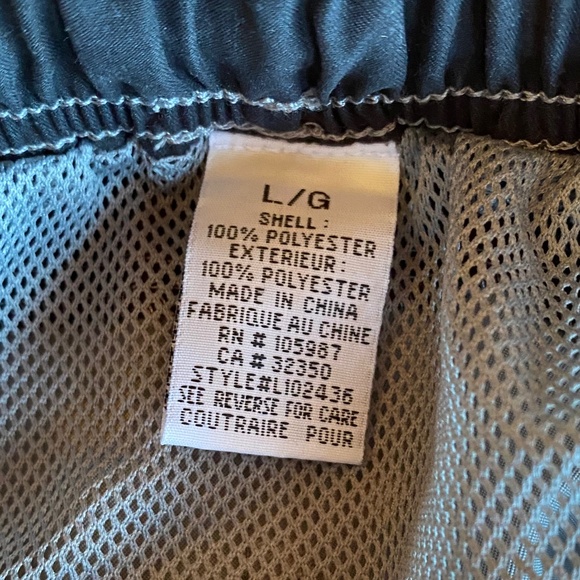 L/G
SHELL:
100% POLYESTER
EXTERIEUR:
100% POLYESTER
MADE IN CHINA
FABRIQUE AU CHINE
RN # 105987
CA # 32350
STYLE#L102436
SEE REVERSE FOR CARE
COUTRAIRE POUR